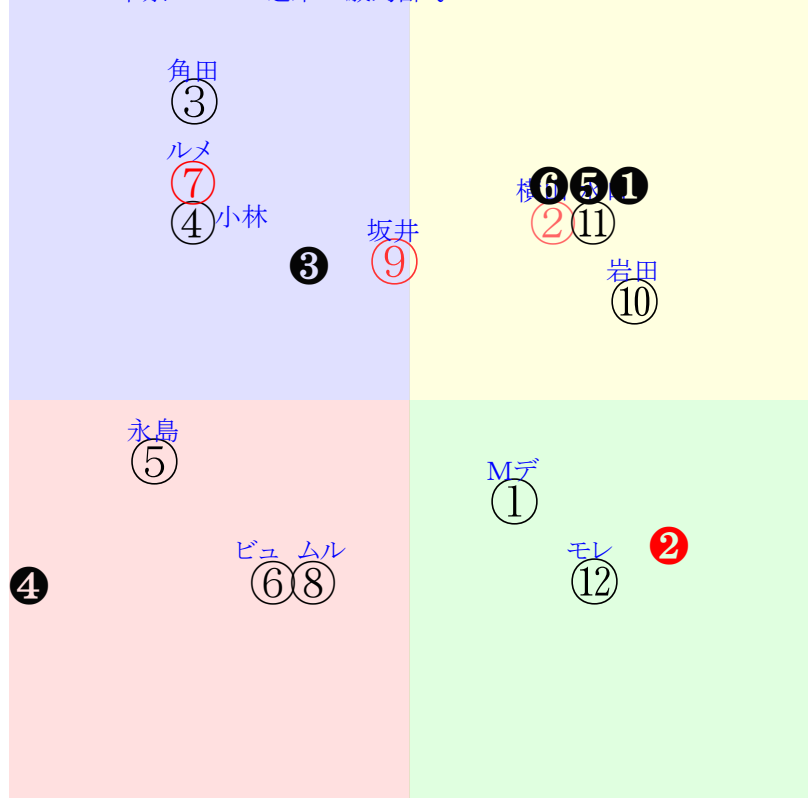 角田
③
ルメ
⑦
④小林
❸
坂井
⑨
❻❺❶
②⑪
岩田
⑩
永島
⑤
Mデ
①
ビュ ムル
⑥⑧
❹
モレ
⑫
❷